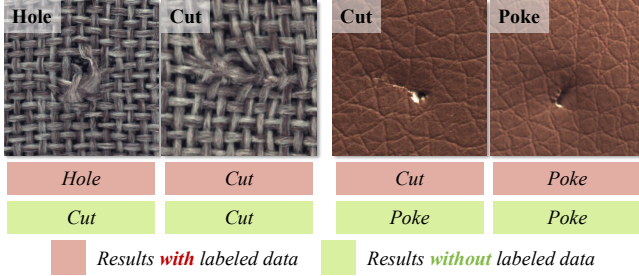 Hole Cut Cut Poke
Hole Cut Cut Poke
Cut Cut Poke Poke
Results with labeled data Results without labeled data